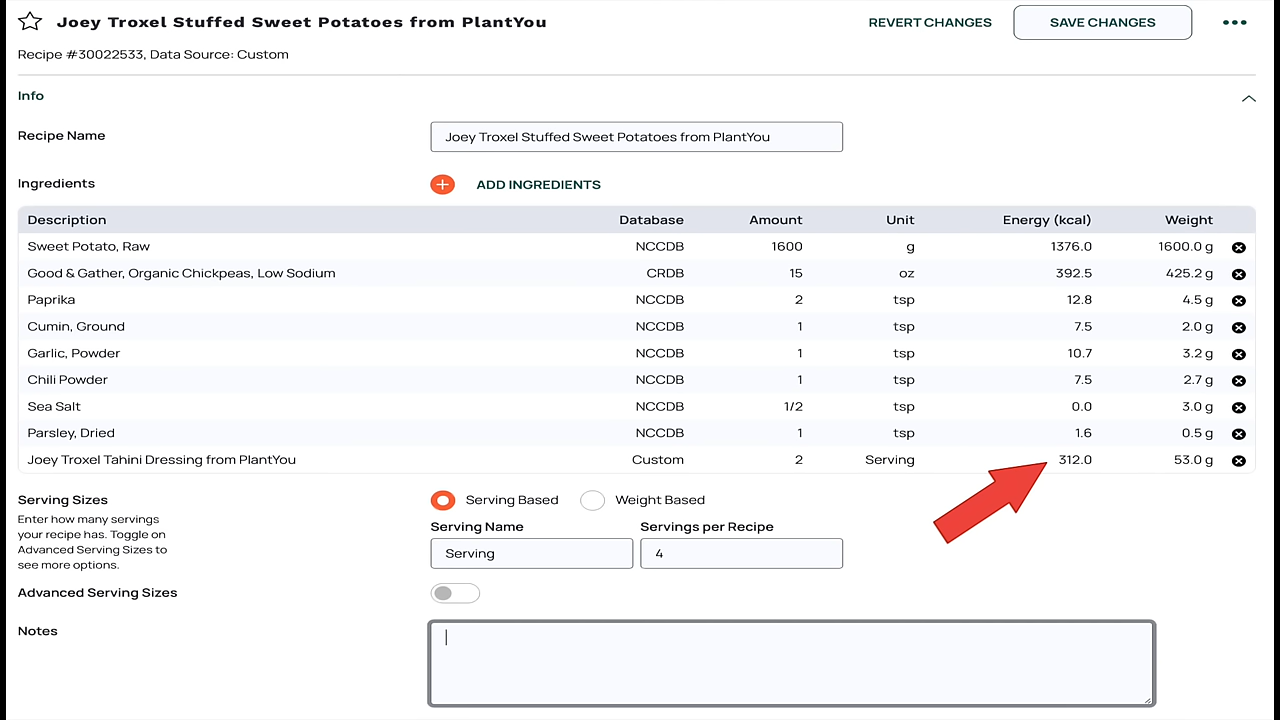 Joey Troxel Stuffed Sweet Potatoes from PlantYou
REVERT CHANGES
SAVE CHANGES
Recipe #30022533, Data Source: Custom
Info
Recipe Name
Joey Troxel Stuffed Sweet Potatoes from PlantYou
Ingredients
ADD INGREDIENTS
Description Database Amount Unit Energy (kcal) Weight
Sweet Potato, Raw NCCDB 1600 g 1376.0 1600.0 g
Good & Gather, Organic Chickpeas, Low Sodium CRDB 15 oz 392.5 425.2 g
Paprika NCCDB 2 tsp 12.8 4.5 g
Cumin, Ground NCCDB 1 tsp 7.5 2.0 g
Garlic, Powder NCCDB 1 tsp 10.7 3.2 g
Chili Powder NCCDB 1 tsp 7.5 2.7 g
Sea Salt NCCDB 1/2 tsp 0.0 3.0 g
Parsley, Dried NCCDB 1 tsp 1.6 0.5 g
Joey Troxel Tahini Dressing from PlantYou Custom 2 Serving 312.0 53.0 g
Serving Sizes
Enter how many servings
your recipe has. Toggle on
Advanced Serving Sizes to
see more options.
Serving Based Weight Based
Serving Name Servings per Recipe
Serving 4
Advanced Serving Sizes
Notes